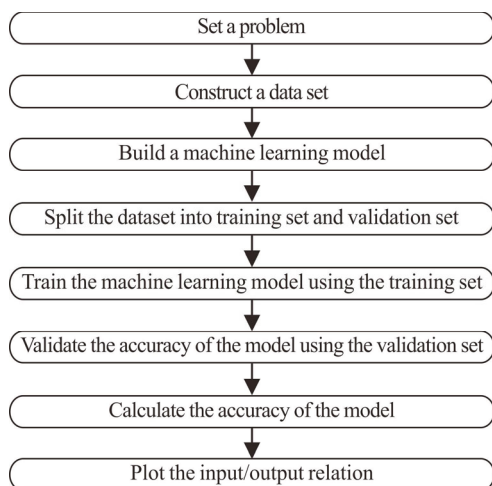 Set a problem
Construct a data set
Build a machine learning model
Split the dataset into training set and validation set
Train the machine learning model using the training set
Validate the accuracy of the model using the validation set
Calculate the accuracy of the model
Plot the input/output relation